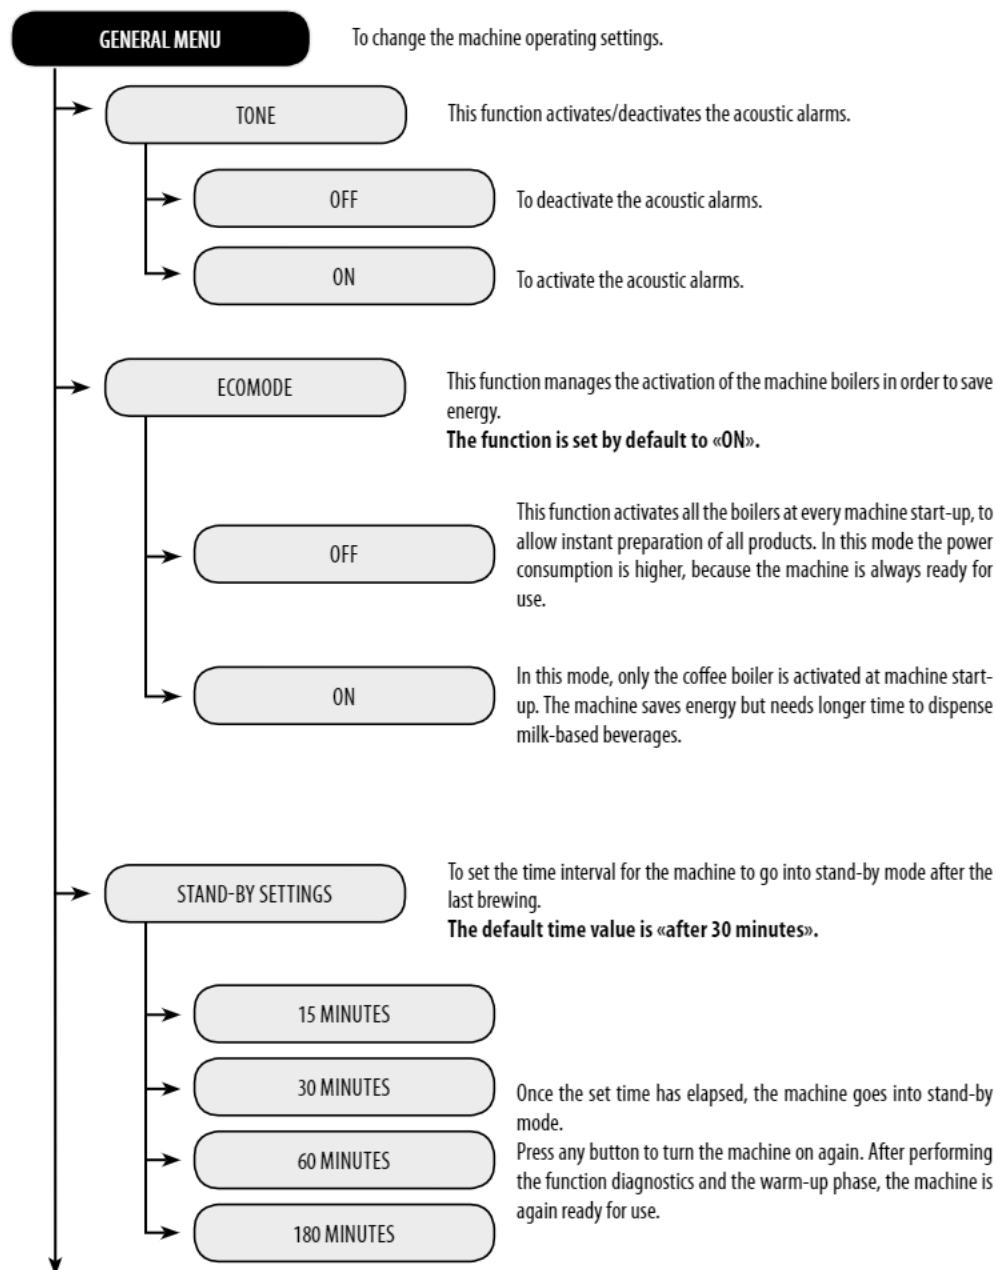 GENERAL MENU
To change the machine operating settings.
TONE
This function activates/deactivates the acoustic alarms.
OFF
To deactivate the acoustic alarms.
ON
To activate the acoustic alarms.
ECOMODE
This function manages the activation of the machine boilers in order to save
energy.
The function is set by default to «ON».
OFF
This function activates all the boilers at every machine start-up, to
allow instant preparation of all products. In this mode the power
consumption is higher, because the machine is always ready for
use.
ON
In this mode, only the coffee boiler is activated at machine start-
up. The machine saves energy but needs longer time to dispense
milk-based beverages.
STAND-BY SETTINGS
To set the time interval for the machine to go into stand-by mode after the
last brewing.
The default time value is «after 30 minutes».
15 MINUTES
30 MINUTES
60 MINUTES
180 MINUTES
Once the set time has elapsed, the machine goes into stand-by
mode.
Press any button to turn the machine on again. After performing
the function diagnostics and the warm-up phase, the machine is
again ready for use.